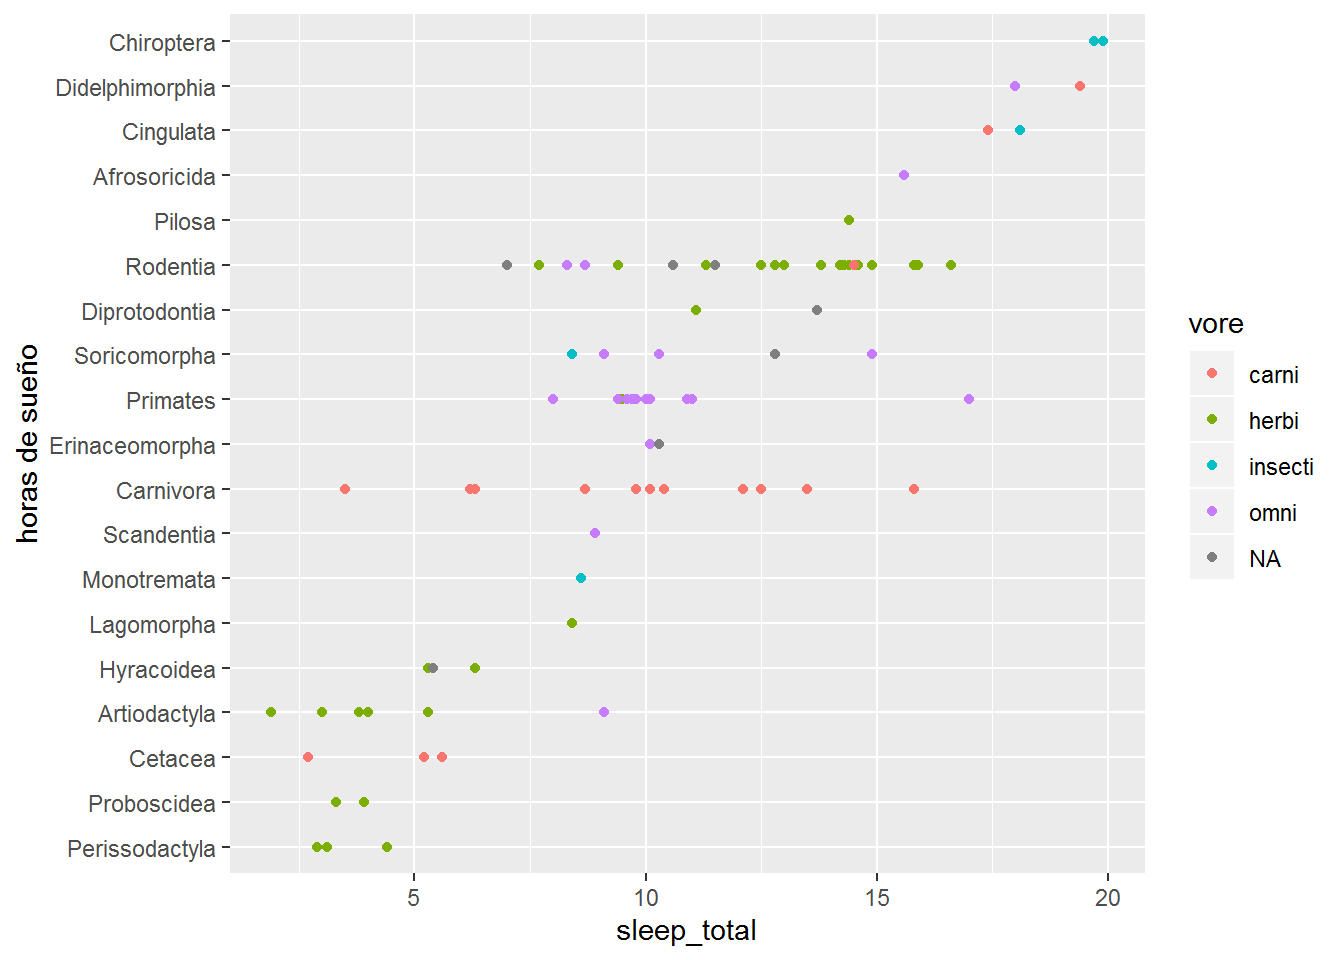 horas de sueño
Chiroptera
Didelphimorphia
Cingulata
Afrosoricida
Pilosa
Rodentia
Diprotodontia
Soricomorpha
Primates
Erinaceomorpha
Carnivora
Scandentia
Monotremata
Lagomorpha
Hyracoidea
Artiodactyla
Cetacea
Proboscidea
Perissodactyla
5 10 15 20
sleep_total
vore
carni
herbi
insecti
omni
NA